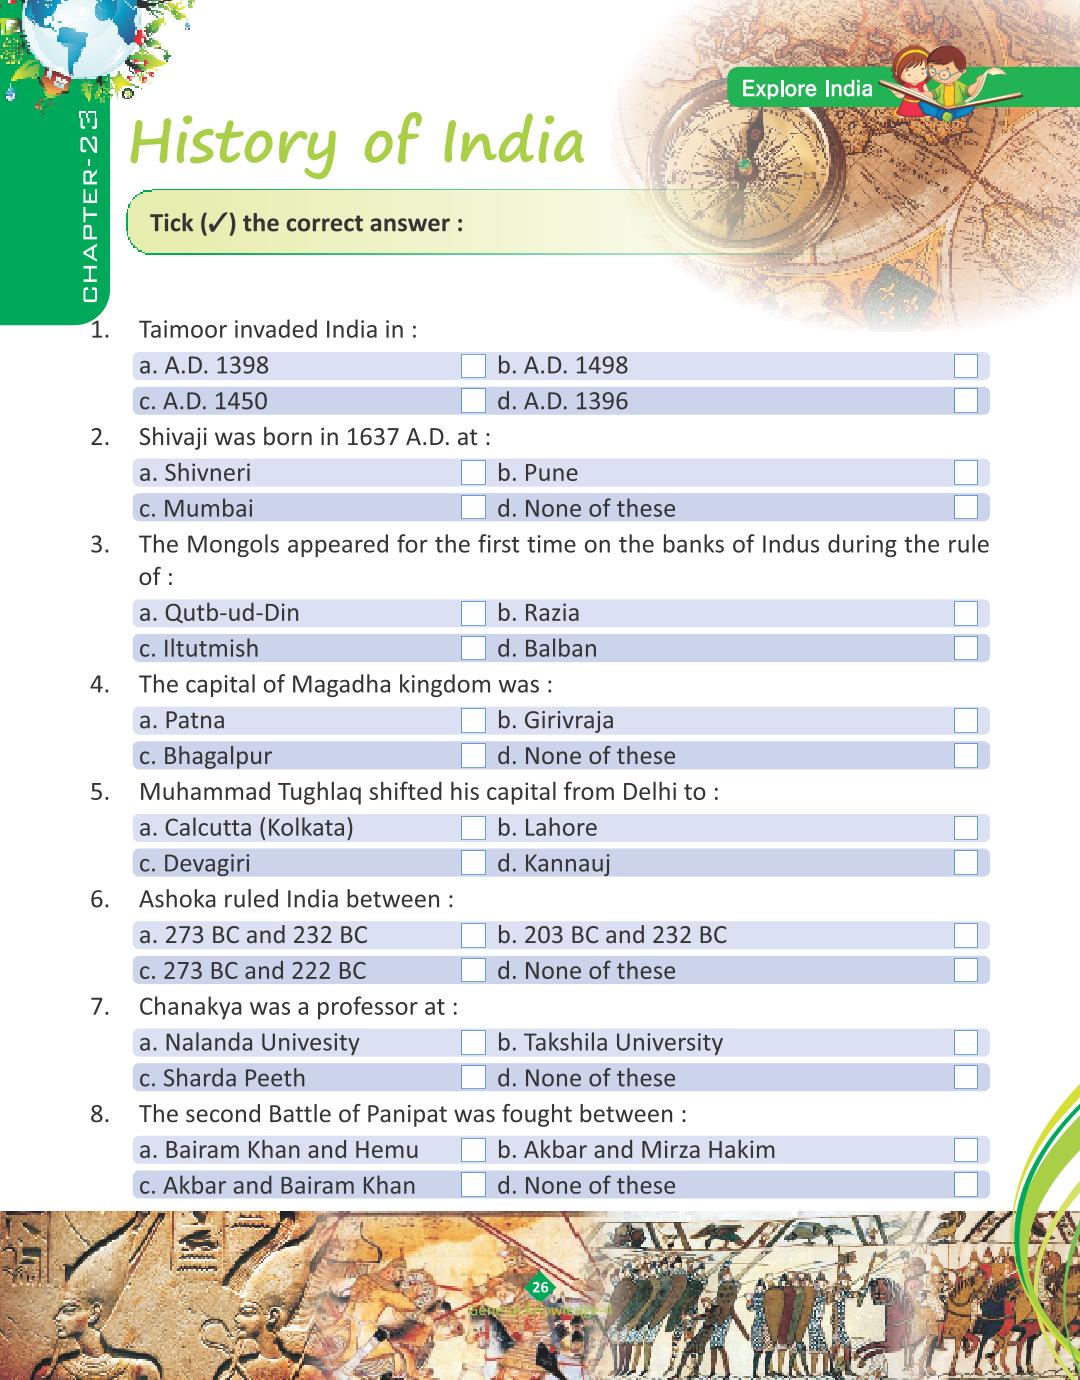 Explore India
CHAPTER-23
History of India
Tick (✓) the correct answer :
1. Taimoor invaded India in :
a. A.D. 1398 b. A.D. 1498
c. A.D. 1450 d. A.D. 1396
2. Shivaji was born in 1637 A.D. at :
a. Shivneri b. Pune
c. Mumbai d. None of these
3. The Mongols appeared for the first time on the banks of Indus during the rule
of :
a. Qutb-ud-Din b. Razia
c. Iltutmish d. Balban
4. The capital of Magadha kingdom was :
a. Patna b. Girivraja
c. Bhagalpur d. None of these
5. Muhammad Tughlaq shifted his capital from Delhi to :
a. Calcutta (Kolkata) b. Lahore
c. Devagiri d. Kannauj
6. Ashoka ruled India between :
a. 273 BC and 232 BC b. 203 BC and 232 BC
c. 273 BC and 222 BC d. None of these
7. Chanakya was a professor at :
a. Nalanda Univesity b. Takshila University
c. Sharda Peeth d. None of these
8. The second Battle of Panipat was fought between :
a. Bairam Khan and Hemu b. Akbar and Mirza Hakim
c. Akbar and Bairam Khan d. None of these
26
General Knowledge